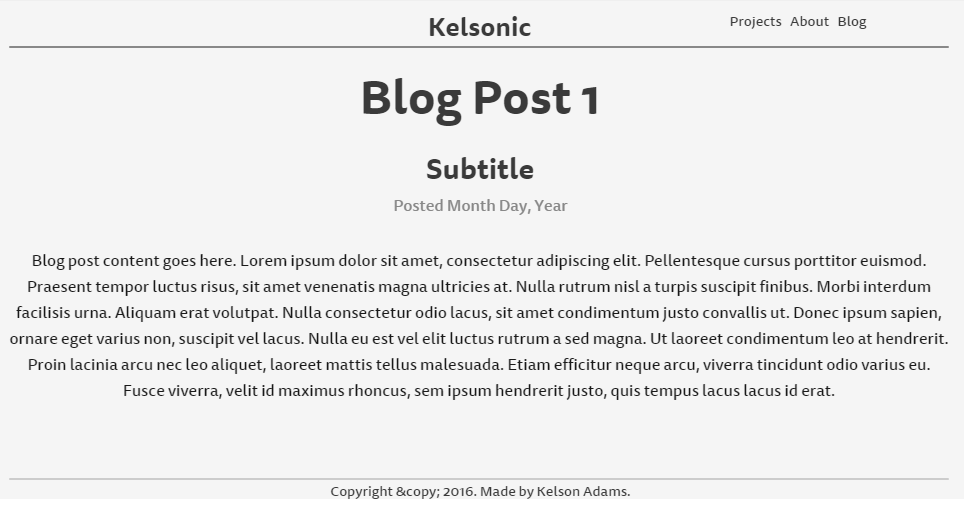 Kelsonic
Projects About Blog
Blog Post 1
Subtitle
Posted Month Day, Year
Blog post content goes here. Lorem ipsum dolor sit amet, consectetur adipiscing elit. Pellentesque cursus porttitor euismod.
Praesent tempor luctus risus, sit amet venenatis magna ultricies at. Nulla rutrum nisl a turpis suscipit finibus. Morbi interdum
facilisis urna. Aliquam erat volutpat. Nulla consectetur odio lacus, sit amet condimentum justo convallis ut. Donec ipsum sapien,
ornare eget varius non, suscipit vel lacus. Nulla eu est vel elit luctus rutrum a sed magna. Ut laoreet condimentum leo at hendrerit.
Proin lacinia arcu nec leo aliquet, laoreet mattis tellus malesuada. Etiam efficitur neque arcu, viverra tincidunt odio varius eu.
Fusce viverra, velit id maximus rhoncus, sem ipsum hendrerit justo, quis tempus lacus lacus id erat.
Copyright &copy; 2016. Made by Kelson Adams.